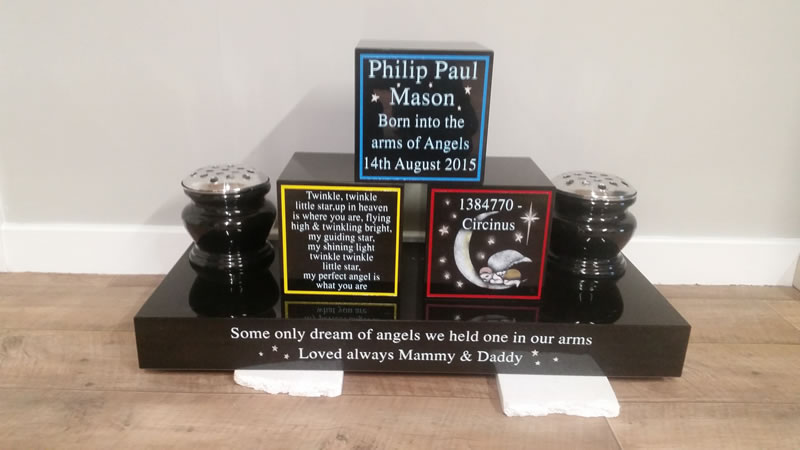 Philip Paul
Mason
Born into the
arms of Angels
14th August 2015
Twinkle, twinkle
little star,up in heaven
is where you are, flying
high & twinkling bright,
my guiding star,
my shining light
twinkle twinkle
little star,
my perfect angel is
what you are
1384770 -
Circinus
Some only dream of angels we held one in our arms
Loved always Mammy & Daddy